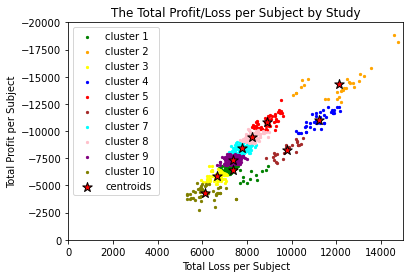 The Total Profit/Loss per Subject by Study
Total Profit per Subject
−20000
−17500
−15000
−12500
−10000
−7500
−5000
−2500
0
cluster 1
cluster 2
cluster 3
cluster 4
cluster 5
cluster 6
cluster 7
cluster 8
cluster 9
cluster 10
centroids
0 2000 4000 6000 8000 10000 12000 14000
Total Loss per Subject